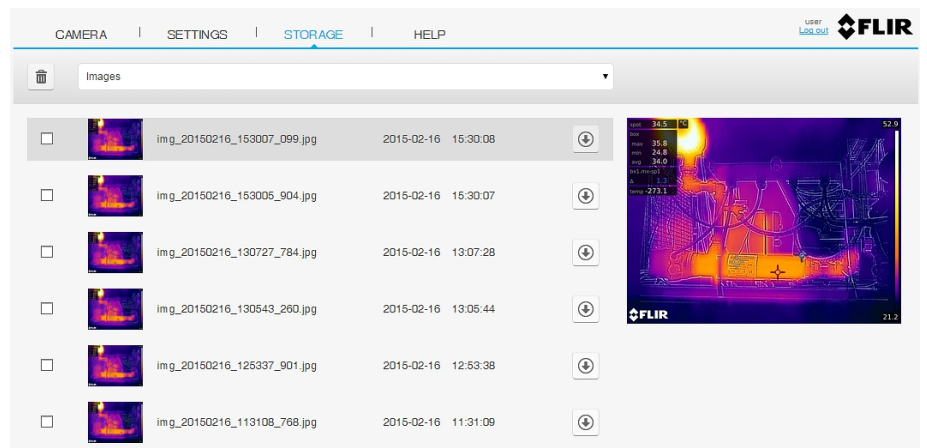 CAMERA | SETTINGS | STORAGE | HELP
user
Log out
FLIR
Images
img_20150216_153007_099.jpg 2015-02-16 15:30:08
img_20150216_153005_904.jpg 2015-02-16 15:30:07
img_20150216_130727_784.jpg 2015-02-16 13:07:28
img_20150216_130543_260.jpg 2015-02-16 13:05:44
img_20150216_125337_901.jpg 2015-02-16 12:53:38
img_20150216_113108_768.jpg 2015-02-16 11:31:09
spot 34.5 °C
52.9
box
max 35.8
min 24.8
avg 34.0
Δ 1.3
temp -273.1
FLIR
21.2